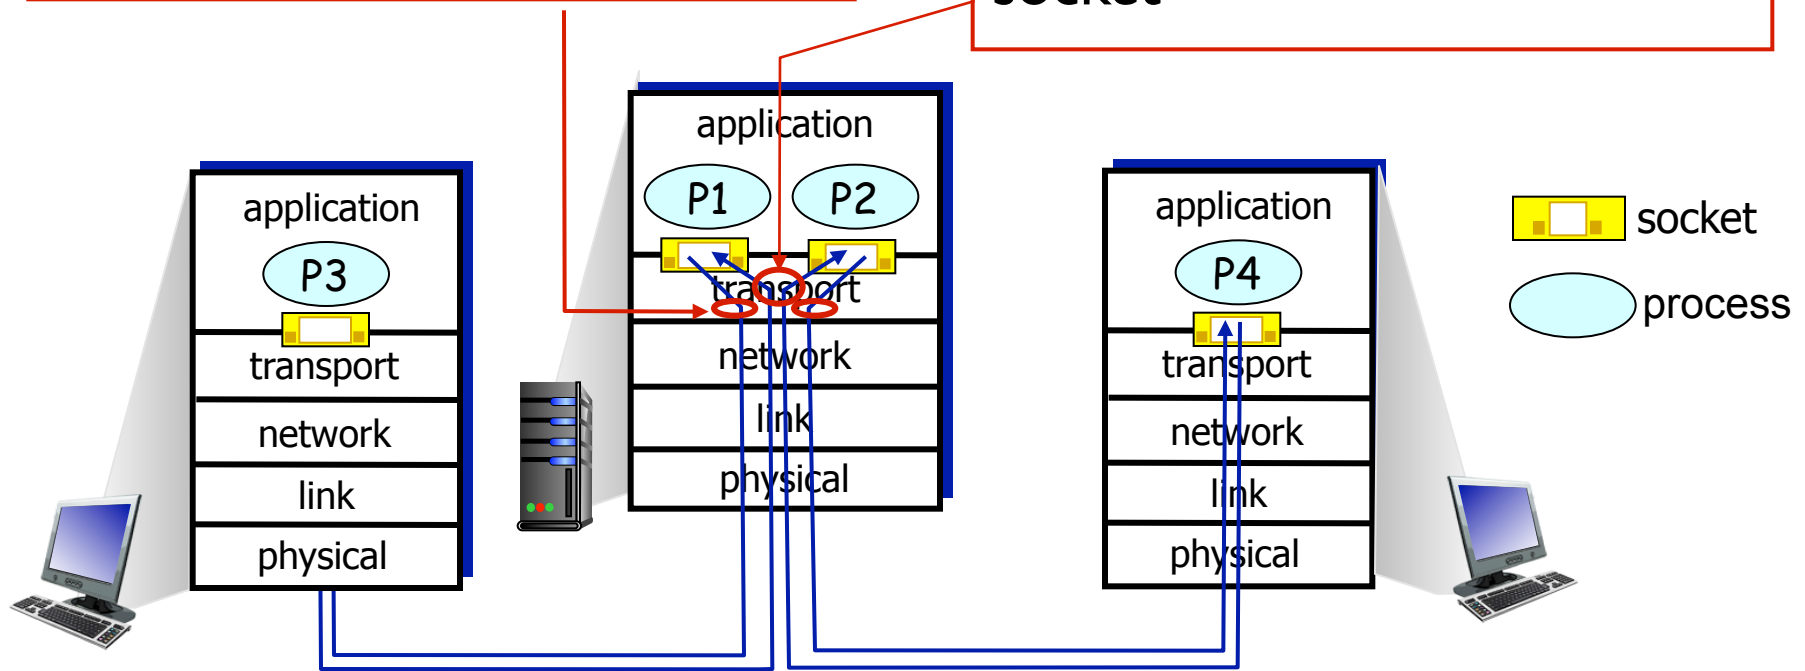 socket
application
P1 P2
transport
network
link
physical
application
P3
transport
network
link
physical
application
P4
transport
network
link
physical
socket
process